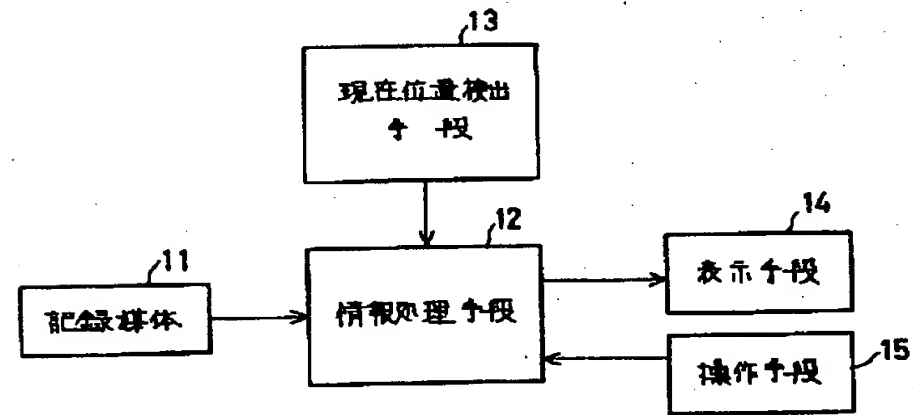 13
現在位置検出
手段
12
14
11
情報処理手段
表示手段
記録媒体
15
操作手段